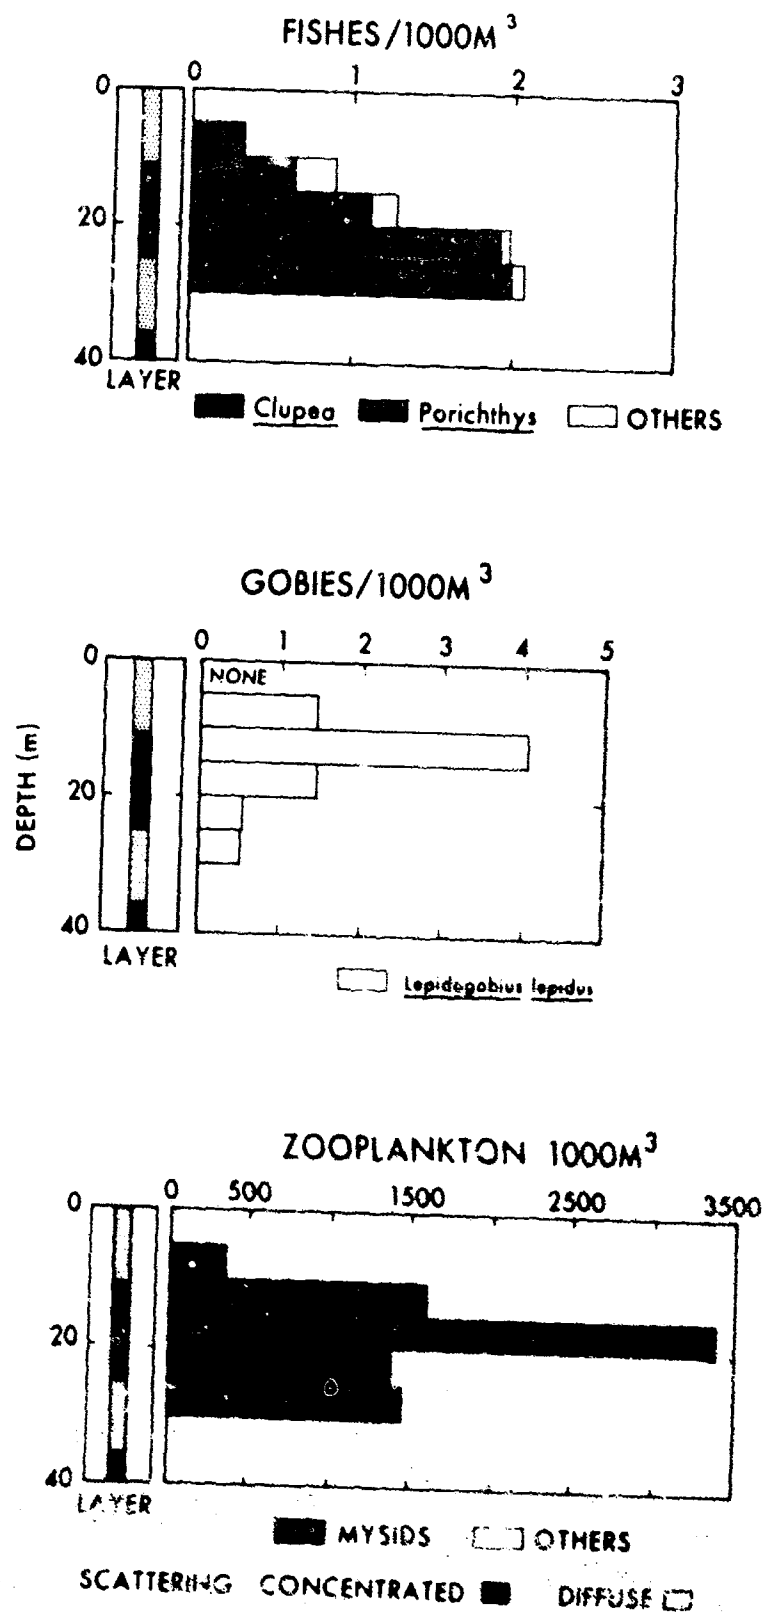 FISHES/1000M³
0 1 2 3
0
20
40
LAYER
Clupea Porichthys OTHERS
GOBIES/1000M³
0 1 2 3 4 5
0
NONE
DEPTH (m)
20
40
LAYER
Lepidogobius lepidus
ZOOPLANKTON 1000M³
0 500 1500 2500 3500
0
20
40
LAYER
MYSIDS OTHERS
SCATTERING CONCENTRATED DIFFUSE